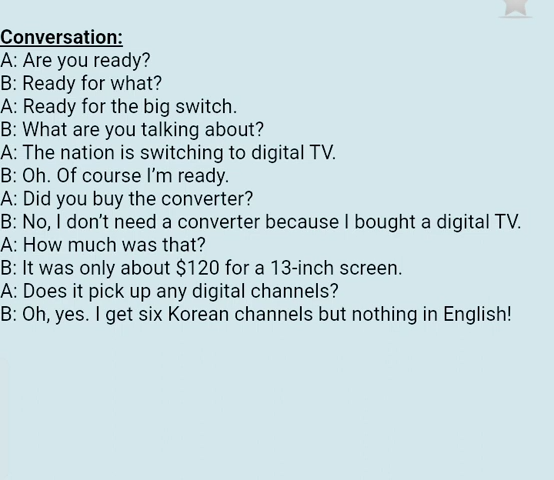 Conversation:
A: Are you ready?
B: Ready for what?
A: Ready for the big switch.
B: What are you talking about?
A: The nation is switching to digital TV.
B: Oh. Of course I’m ready.
A: Did you buy the converter?
B: No, I don’t need a converter because I bought a digital TV.
A: How much was that?
B: It was only about $120 for a 13-inch screen.
A: Does it pick up any digital channels?
B: Oh, yes. I get six Korean channels but nothing in English!